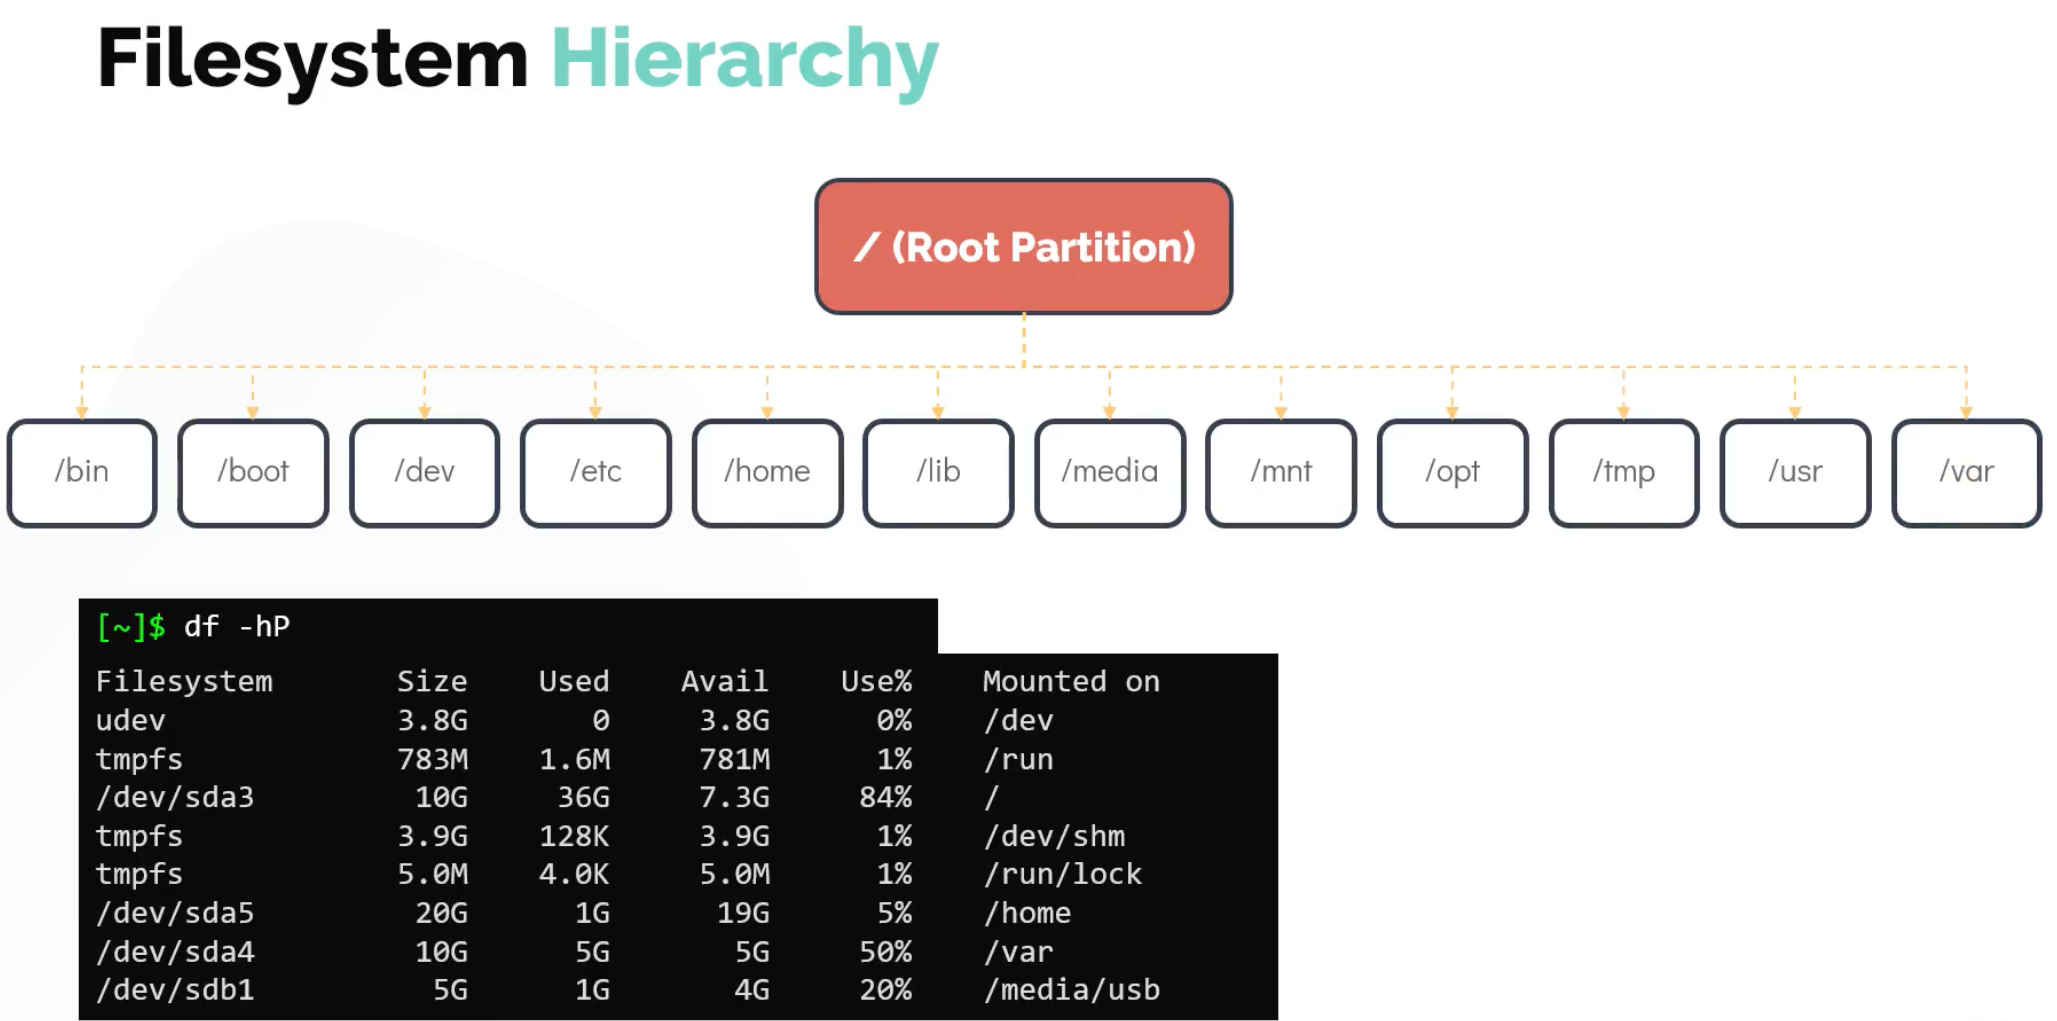 Filesystem Hierarchy
/ (Root Partition)
/bin /boot /dev /etc /home /lib /media /mnt /opt /tmp /usr /var
[~]$ df -hP
Filesystem Size Used Avail Use% Mounted on
udev 3.8G 0 3.8G 0% /dev
tmpfs 783M 1.6M 781M 1% /run
/dev/sda3 10G 36G 7.3G 84% /
tmpfs 3.9G 128K 3.9G 1% /dev/shm
tmpfs 5.0M 4.0K 5.0M 1% /run/lock
/dev/sda5 20G 1G 19G 5% /home
/dev/sda4 10G 5G 5G 50% /var
/dev/sdb1 5G 1G 4G 20% /media/usb